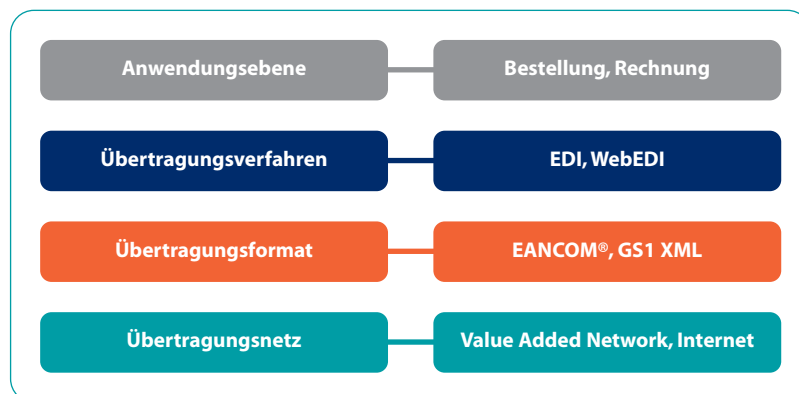 Anwendungsebene
Bestellung, Rechnung
Übertragungsverfahren
EDI, WebEDI
Übertragungsformat
EANCOM®, GS1 XML
Übertragungsnetz
Value Added Network, Internet